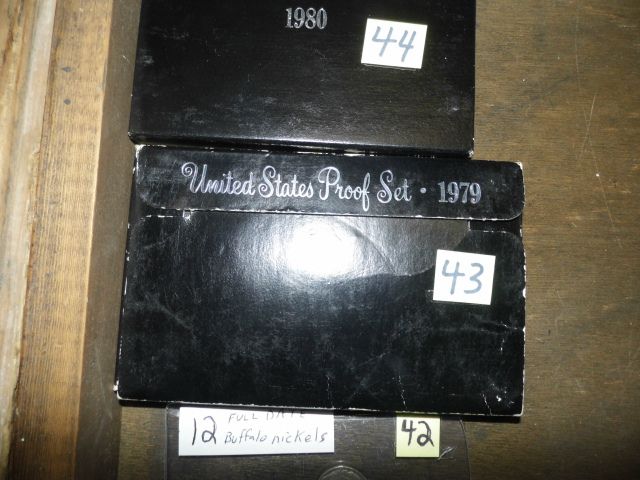 1980
44
United States Proof Set · 1979
43
12 FULL DATE
Buffalo nickels
42